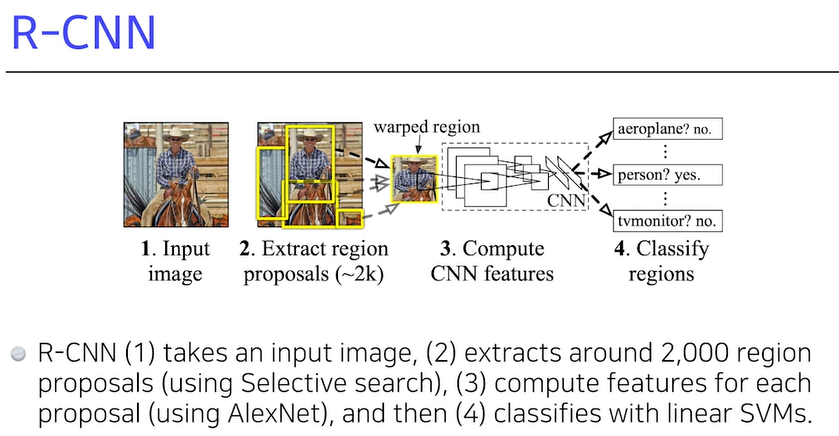 R-CNN
warped region
aeroplane? no.
person? yes.
CNN
tvmonitor? no.
1. Input
image
2. Extract region
proposals (~2k)
3. Compute
CNN features
4. Classify
regions
R-CNN (1) takes an input image, (2) extracts around 2,000 region
proposals (using Selective search), (3) compute features for each
proposal (using AlexNet), and then (4) classifies with linear SVMs.